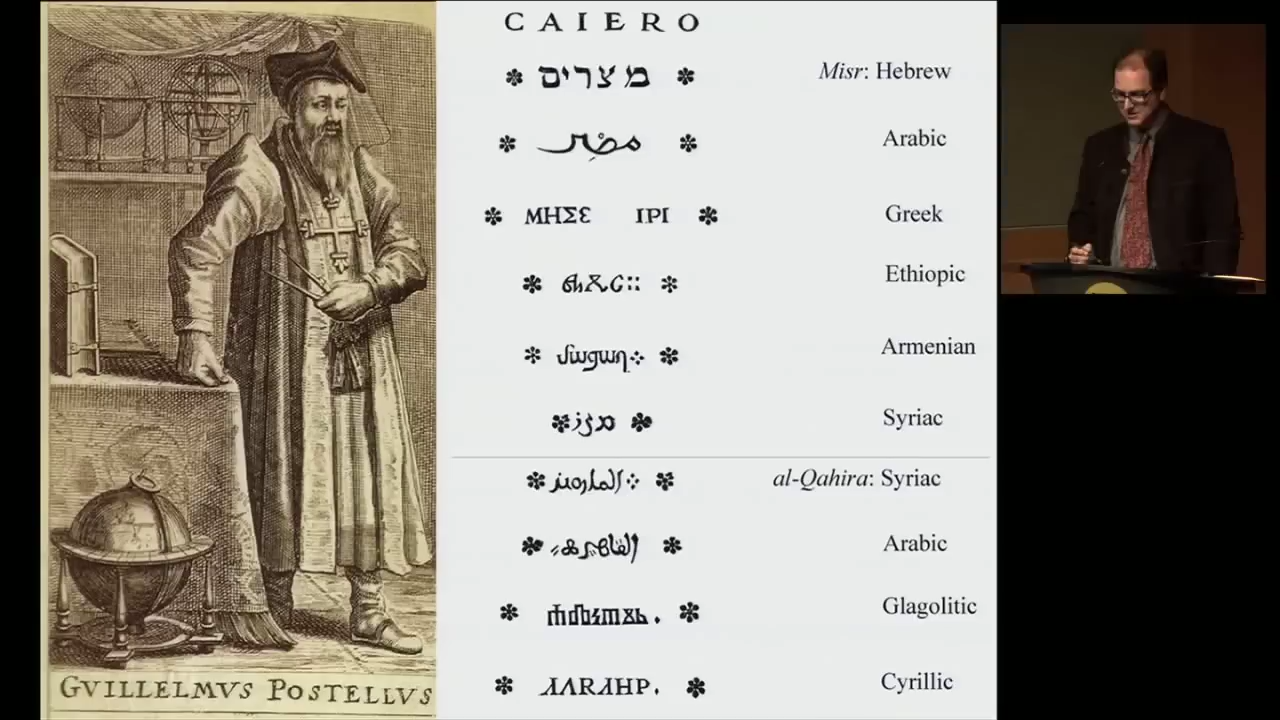 CAIERO
✽ מצרים ✽ Misr: Hebrew
✽ مصر ✽ Arabic
✽ ΜΗΣΕ ΙΡΙ ✽ Greek
Ethiopic
Armenian
Syriac
al-Qahira: Syriac
✽ القاهرة ✽ Arabic
Glagolitic
Cyrillic
GVILLELMVS POSTELLVS